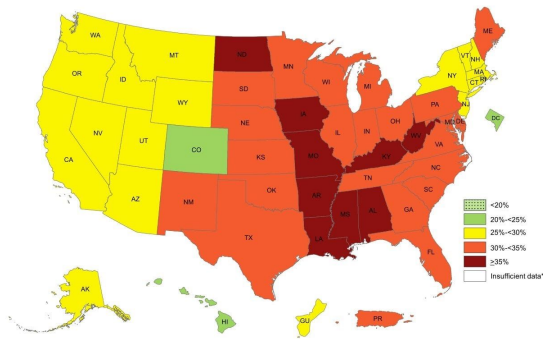 WA
MT
ND
MN
ME
OR
ID
SD
WI
MI
VT
NH
NY
MA
RI
CT
WY
IA
PA
NJ
NV
UT
NE
IL
IN
OH
MD
DE
DC
CO
WV
VA
CA
KS
MO
KY
NC
AZ
NM
OK
AR
TN
SC
MS
AL
GA
TX
LA
FL
<20%
20%-<25%
25%-<30%
30%-<35%
≥35%
Insufficient data*
AK
HI
GU
PR